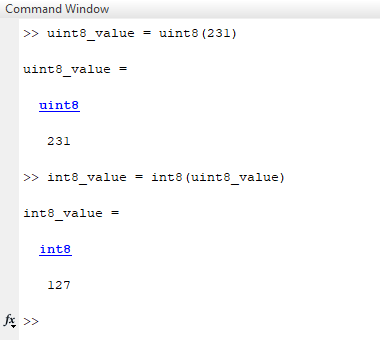 Command Window
>> uint8_value = uint8(231)
uint8_value =
uint8
231
>> int8_value = int8(uint8_value)
int8_value =
int8
127
fx >>